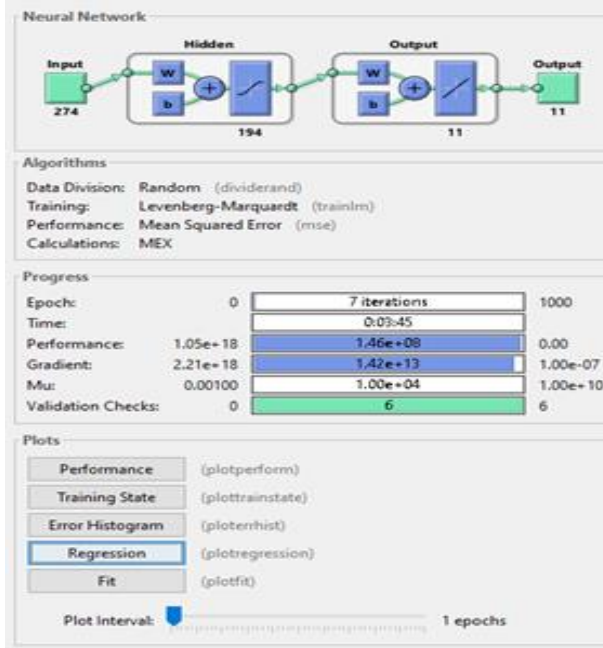 Neural Network
Hidden
Output
Input
Output
W
W
b
b
274
194
11
11
Algorithms
Data Division: Random (dividerand)
Training: Levenberg-Marquardt (trainlm)
Performance: Mean Squared Error (mse)
Calculations: MEX
Progress
Epoch: 0 7 iterations 1000
Time: 0:03:45
Performance: 1.05e+18 1.46e+08 0.00
Gradient: 2.21e+18 1.42e+13 1.00e-07
Mu: 0.00100 1.00e+04 1.00e+10
Validation Checks: 0 6 6
Plots
Performance (plotperform)
Training State (plottrainstate)
Error Histogram (ploterrhist)
Regression (plotregression)
Fit (plotfit)
Plot Interval: 1 epochs